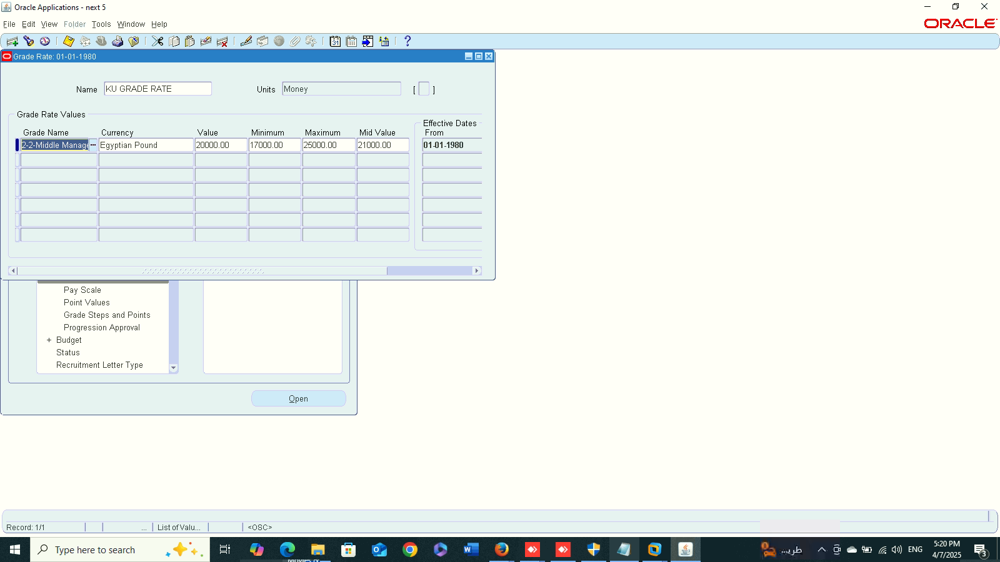 Oracle Applications - next 5
File Edit View Folder Tools Window Help
ORACLE
Grade Rate: 01-01-1980
Name KU GRADE RATE Units Money [ ]
Grade Rate Values
Effective Dates
Grade Name Currency Value Minimum Maximum Mid Value From
2-2-Middle Manage Egyptian Pound 20000.00 17000.00 25000.00 21000.00 01-01-1980
Pay Scale
Point Values
Grade Steps and Points
Progression Approval
+ Budget
Status
Recruitment Letter Type
Open
Record: 1/1 ... List of Valu... <OSC>
Type here to search
طريـ...
ENG
5:20 PM
4/7/2025
3